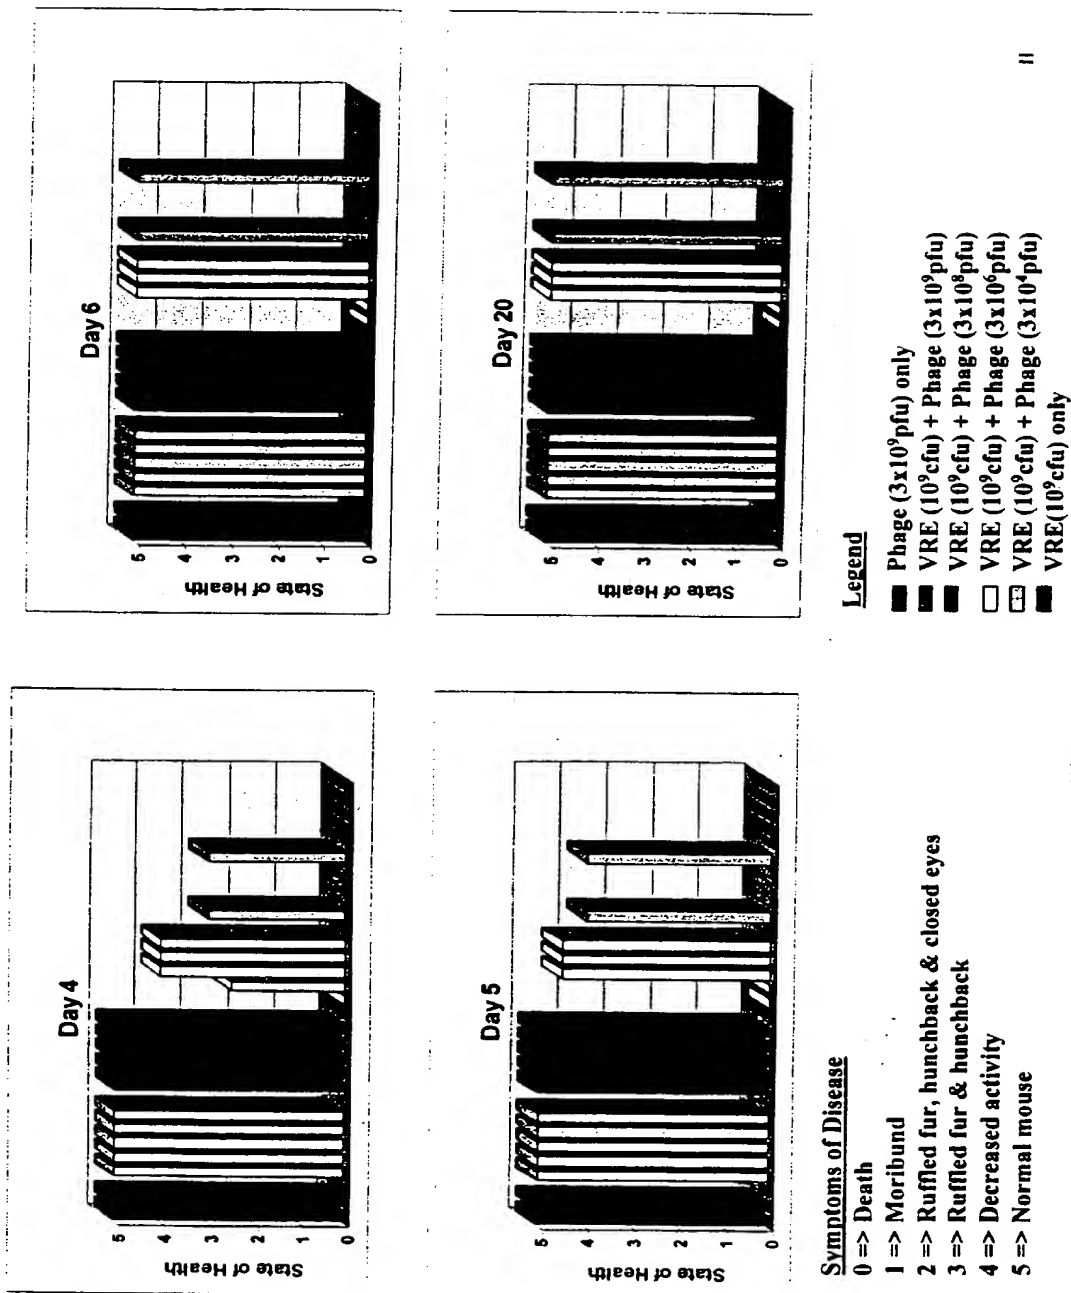 Day 4
State of Health
5
4
3
2
1
0
Day 6
State of Health
5
4
3
2
1
0
Day 5
State of Health
5
4
3
2
1
0
Day 20
State of Health
5
4
3
2
1
0
Symptoms of Disease
0 => Death
1 => Moribund
2 => Ruffled fur, hunchback & closed eyes
3 => Ruffled fur & hunchback
4 => Decreased activity
5 => Normal mouse
Legend
Phage (3x10⁹pfu) only
VRE (10⁹cfu) + Phage (3x10⁹pfu)
VRE (10⁹cfu) + Phage (3x10⁸pfu)
VRE (10⁹cfu) + Phage (3x10⁶pfu)
VRE (10⁹cfu) + Phage (3x10⁴pfu)
VRE(10⁹cfu) only